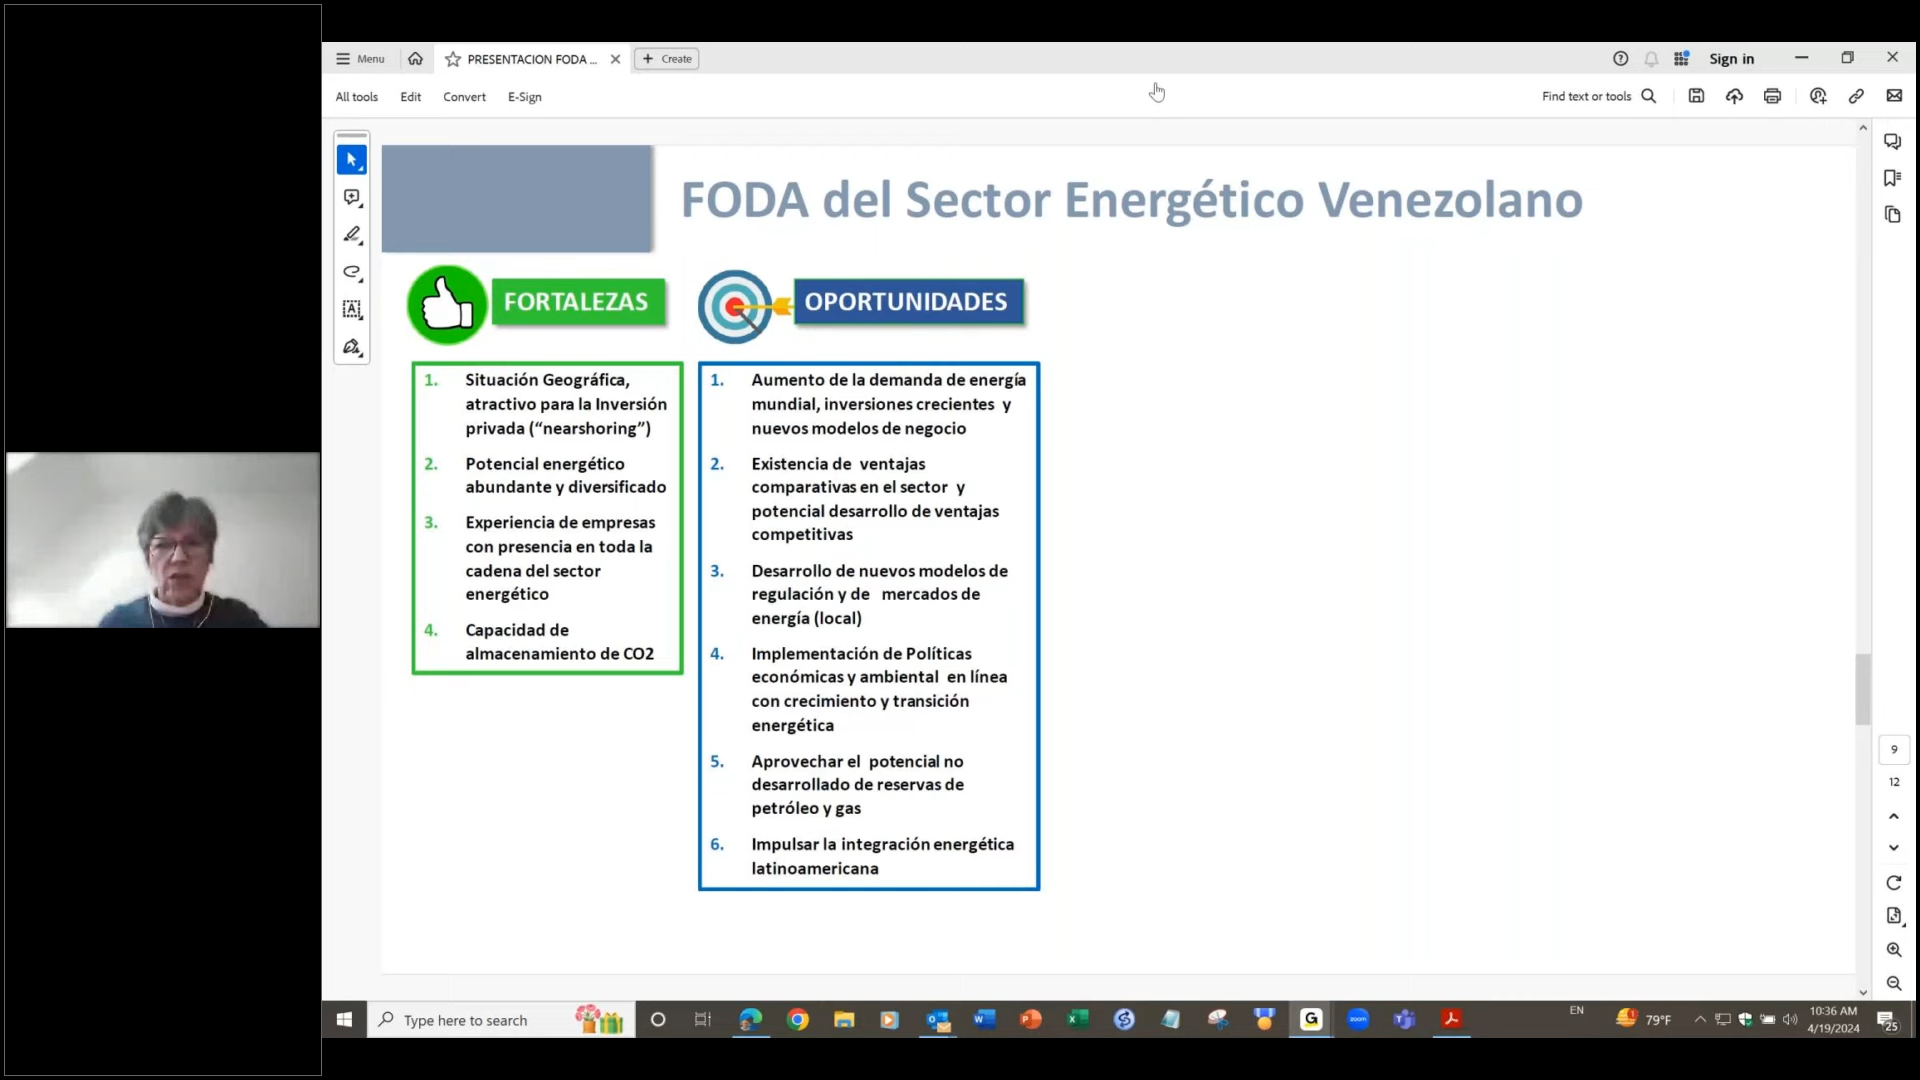 Menu
PRESENTACION FODA ...
Create
Sign in
All tools
Edit
Convert
E-Sign
Find text or tools
FODA del Sector Energético Venezolano
FORTALEZAS
1. Situación Geográfica,
atractivo para la Inversión
privada (“nearshoring”)
2. Potencial energético
abundante y diversificado
3. Experiencia de empresas
con presencia en toda la
cadena del sector
energético
4. Capacidad de
almacenamiento de CO2
OPORTUNIDADES
1. Aumento de la demanda de energía
mundial, inversiones crecientes y
nuevos modelos de negocio
2. Existencia de ventajas
comparativas en el sector y
potencial desarrollo de ventajas
competitivas
3. Desarrollo de nuevos modelos de
regulación y de mercados de
energía (local)
4. Implementación de Políticas
económicas y ambiental en línea
con crecimiento y transición
energética
5. Aprovechar el potencial no
desarrollado de reservas de
petróleo y gas
6. Impulsar la integración energética
latinoamericana
9
12
Type here to search
zoom
EN
79°F
10:36 AM
4/19/2024
25